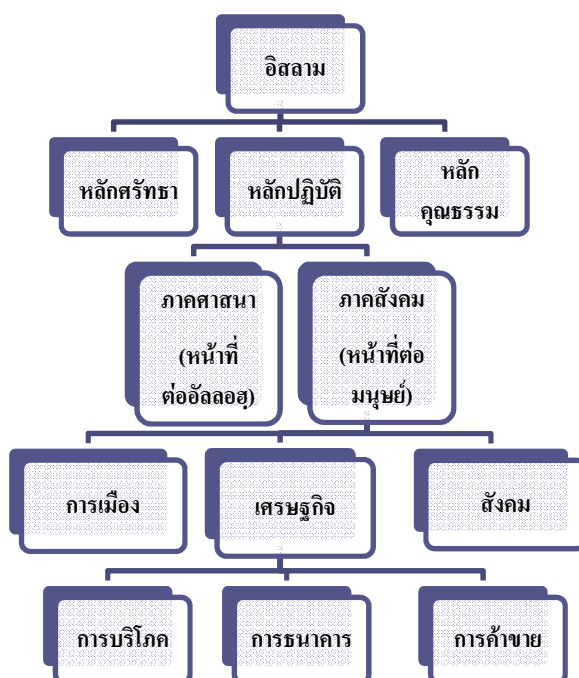 อิสลาม
หลักศรัทธา
หลักปฏิบัติ
หลัก
คุณธรรม
ภาคศาสนา
(หน้าที่
ต่ออัลลอฮฺ)
ภาคสังคม
(หน้าที่ต่อ
มนุษย์)
การเมือง
เศรษฐกิจ
สังคม
การบริโภค
การธนาคาร
การค้าขาย